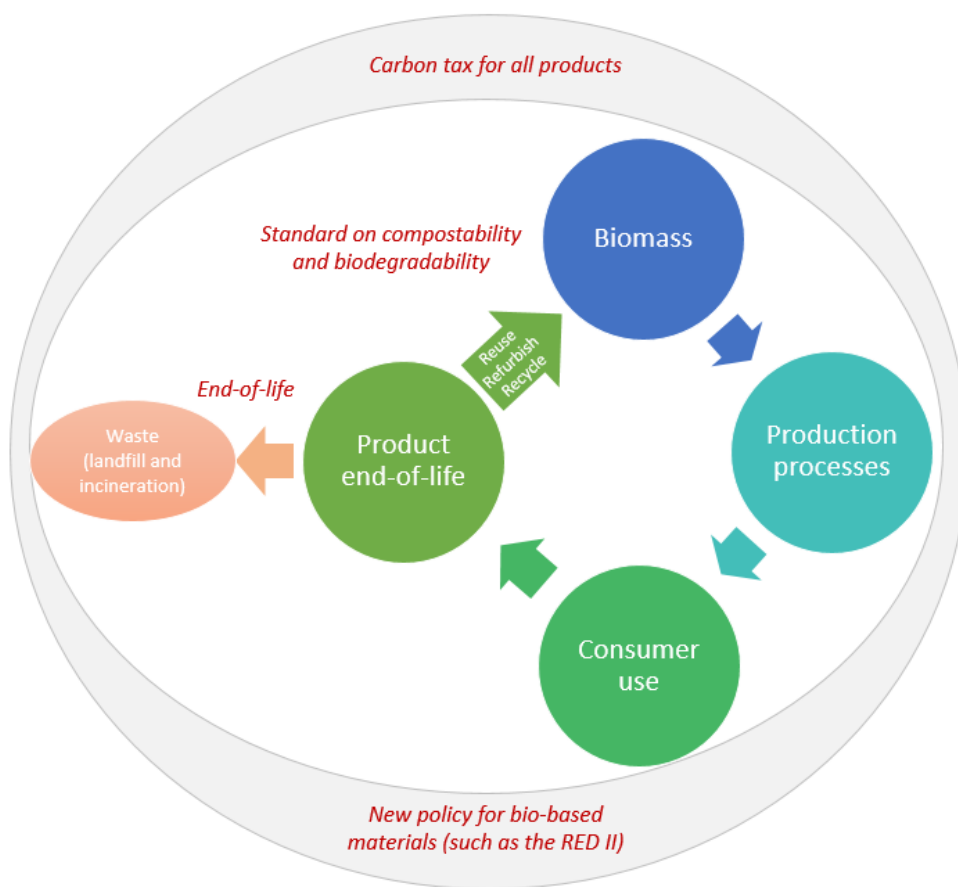 Carbon tax for all products
Biomass
Standard on compostability
and biodegradability
Reuse
Refurbish
Recycle
End-of-life
Waste
(landfill and
incineration)
Product
end-of-life
Production
processes
Consumer
use
New policy for bio-based
materials (such as the RED II)